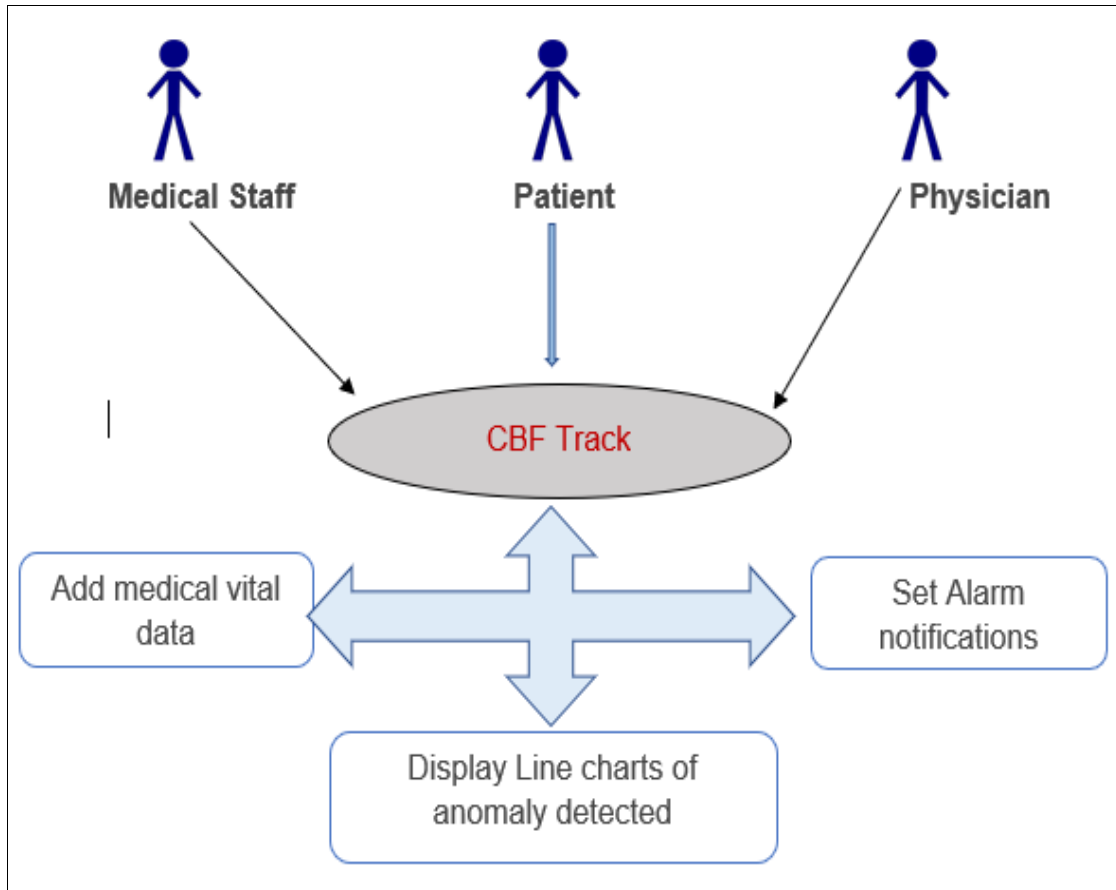 Medical Staff
Patient
Physician
CBF Track
Add medical vital
data
Set Alarm
notifications
Display Line charts of
anomaly detected